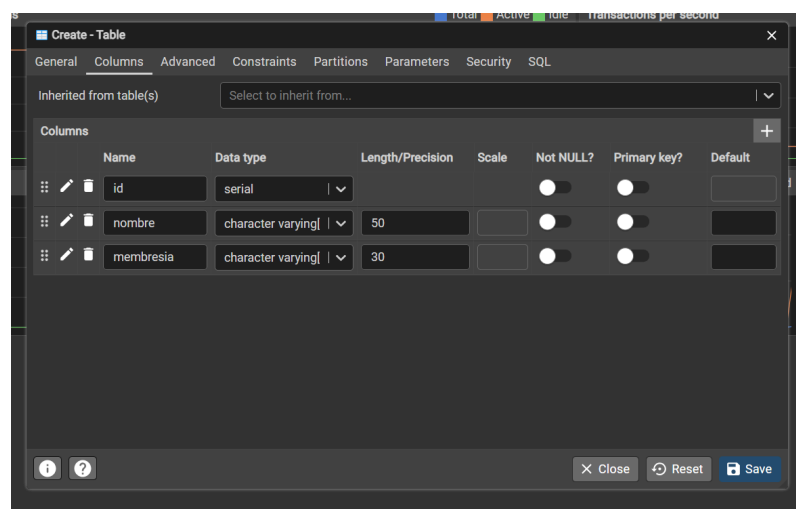 Total Active Idle Transactions per second
Create - Table
General Columns Advanced Constraints Partitions Parameters Security SQL
Inherited from table(s) Select to inherit from...
Columns
Name Data type Length/Precision Scale Not NULL? Primary key? Default
id serial
nombre character varying[ 50
membresia character varying[ 30
Close Reset Save